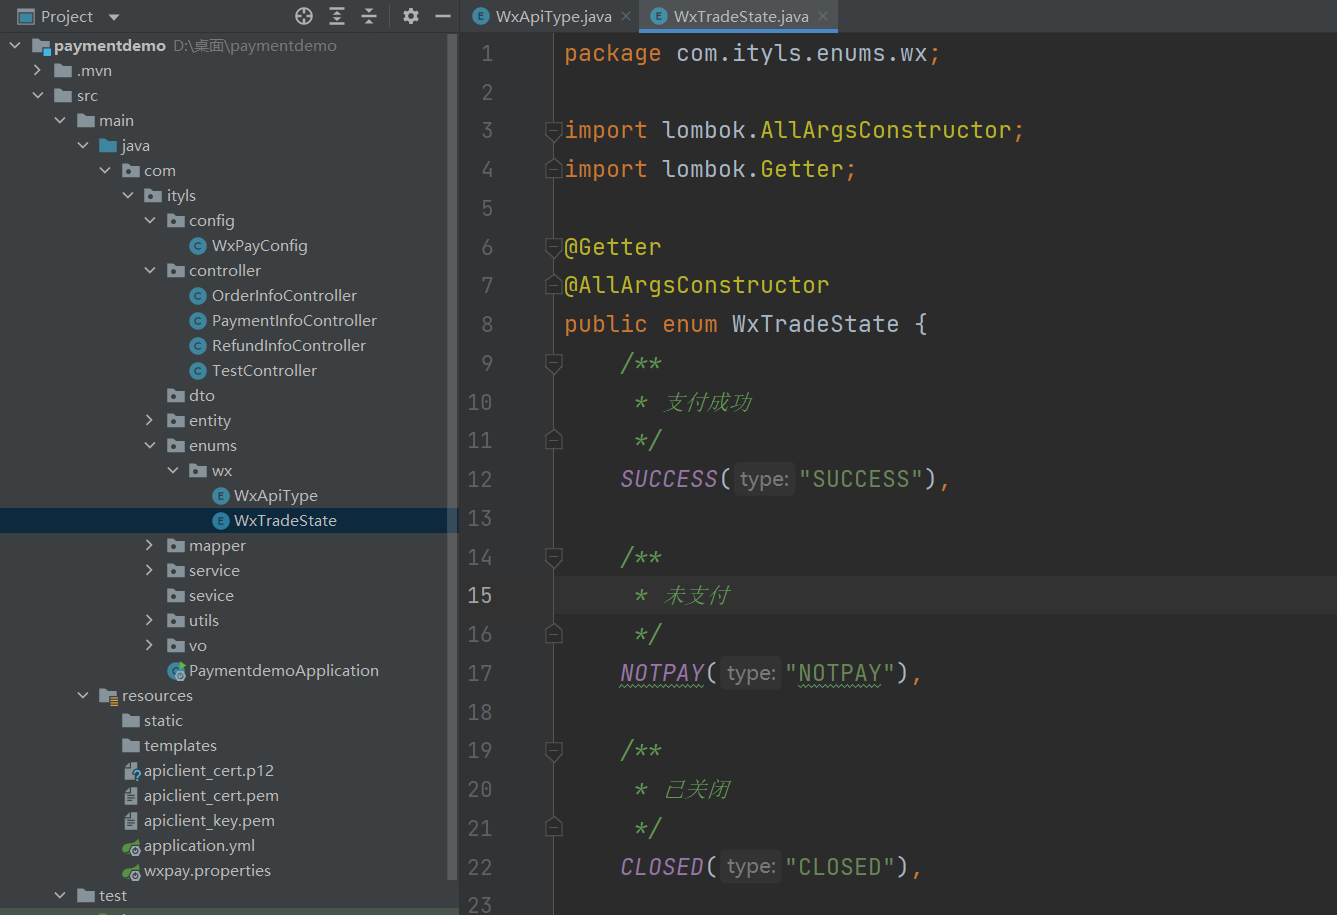 Project
WxApiType.java
WxTradeState.java
paymentdemo D:\桌面\paymentdemo
.mvn
src
main
java
com
ityls
config
WxPayConfig
controller
OrderInfoController
PaymentInfoController
RefundInfoController
TestController
dto
entity
enums
wx
WxApiType
WxTradeState
mapper
service
sevice
utils
vo
PaymentdemoApplication
resources
static
templates
apiclient_cert.p12
apiclient_cert.pem
apiclient_key.pem
application.yml
wxpay.properties
test
1 package com.ityls.enums.wx;
2
3 import lombok.AllArgsConstructor;
4 import lombok.Getter;
5
6 @Getter
7 @AllArgsConstructor
8 public enum WxTradeState {
9 /**
10 * 支付成功
11 */
12 SUCCESS( type: "SUCCESS"),
13
14 /**
15 * 未支付
16 */
17 NOTPAY( type: "NOTPAY"),
18
19 /**
20 * 已关闭
21 */
22 CLOSED( type: "CLOSED"),
23